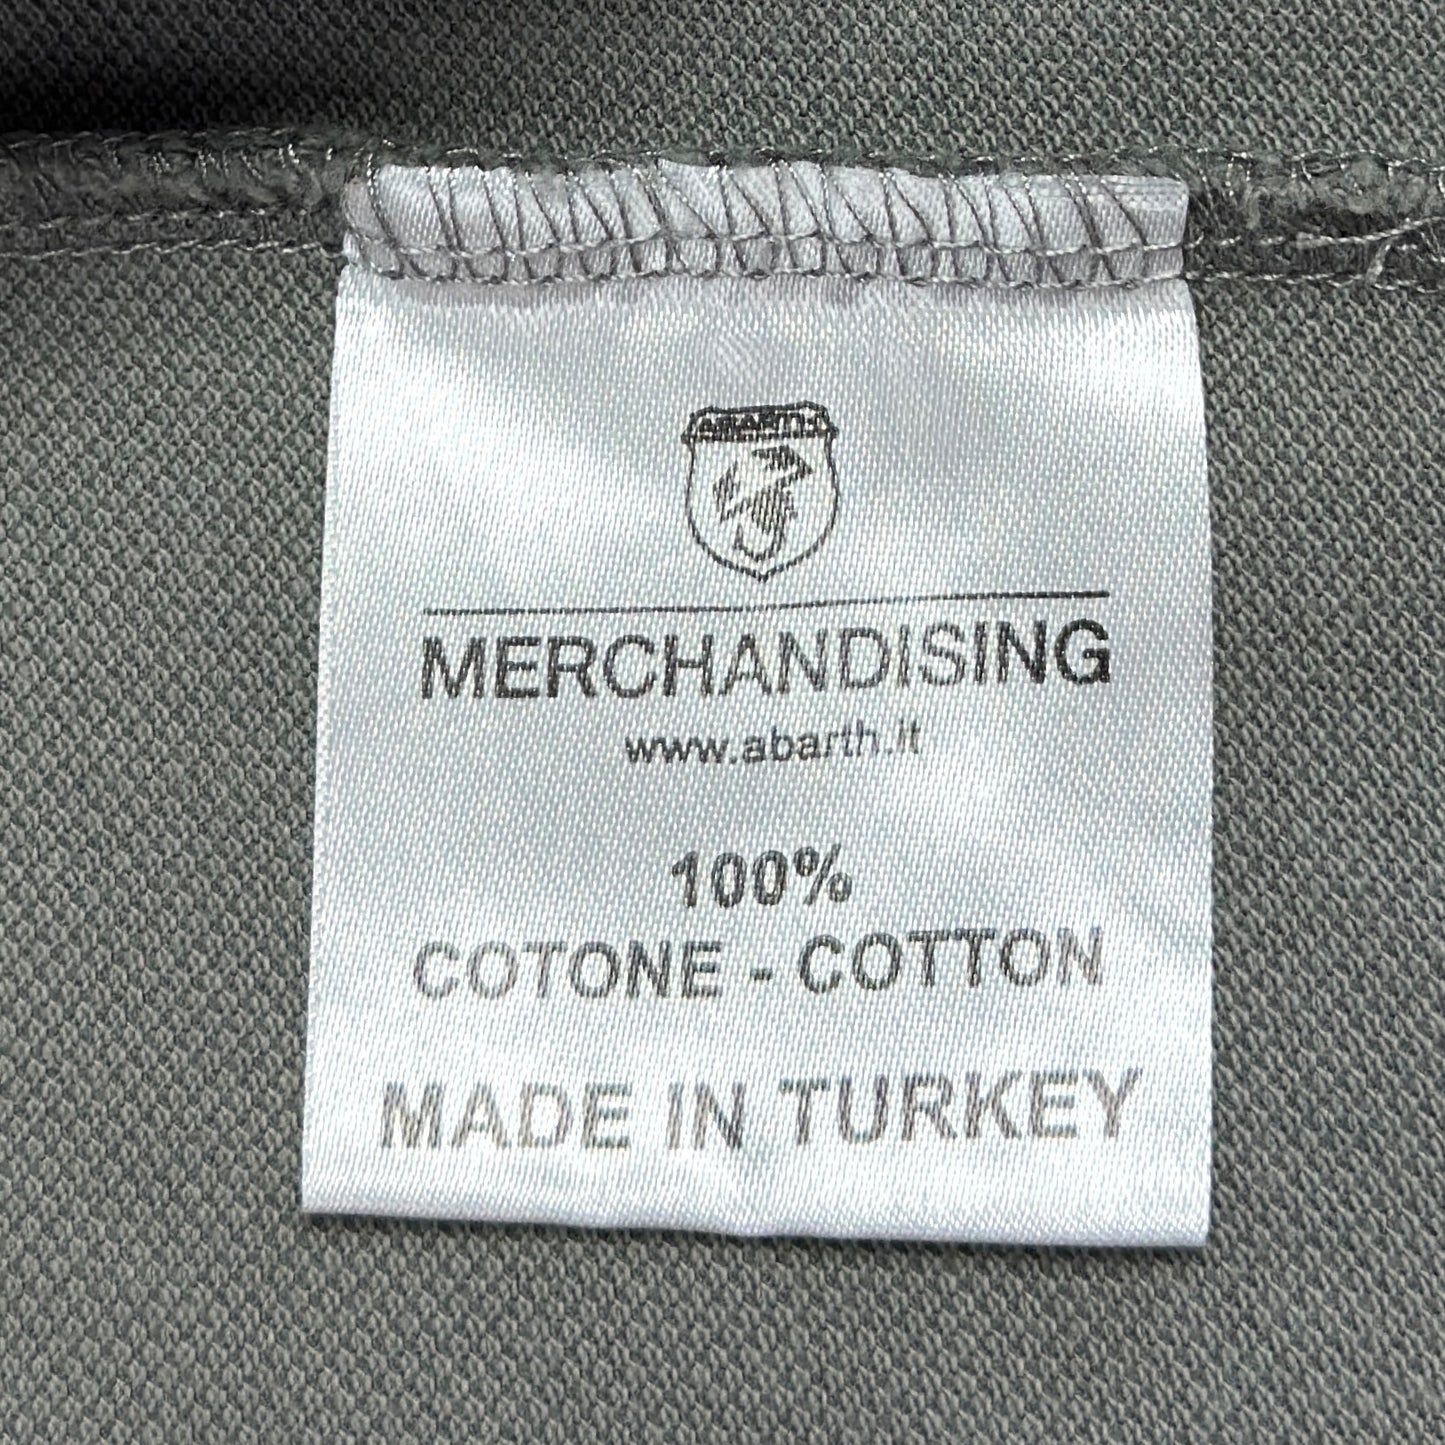 ABARTH
MERCHANDISING
www.abarth.it
100%
COTONE - COTTON
MADE IN TURKEY